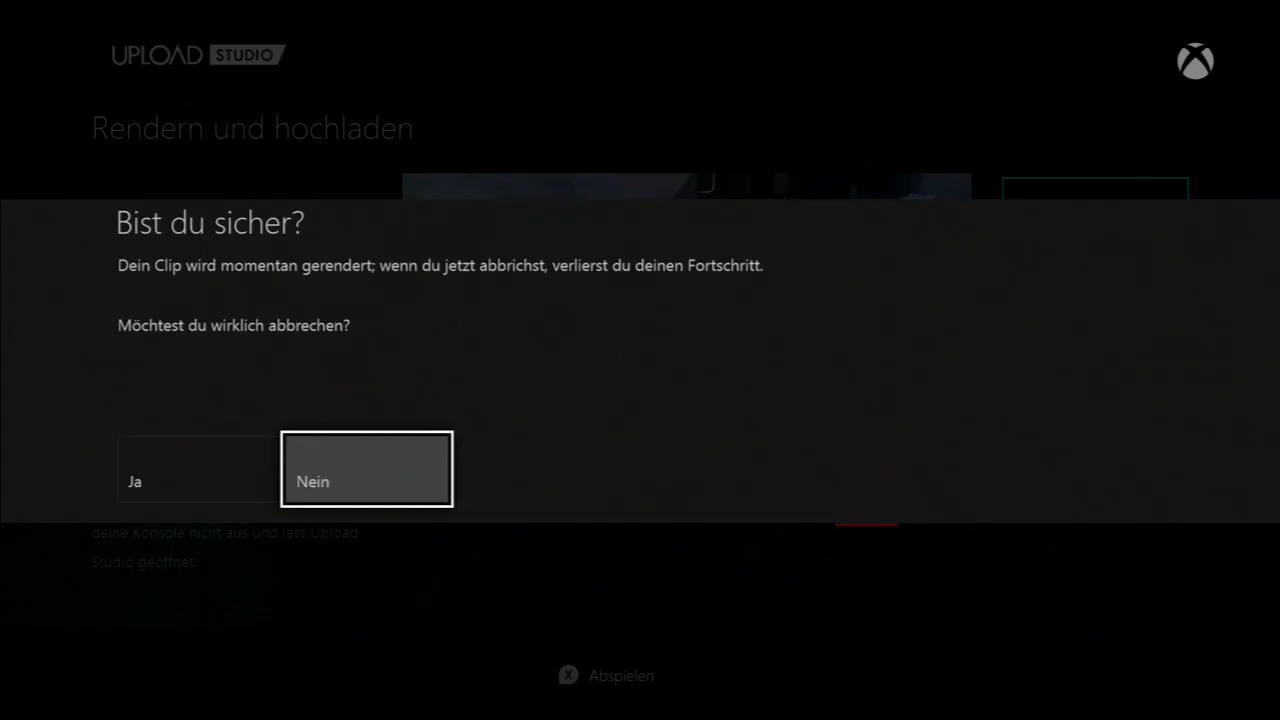 UPLOAD STUDIO
Rendern und hochladen
Bist du sicher?
Dein Clip wird momentan gerendert; wenn du jetzt abbrichst, verlierst du deinen Fortschritt.
Möchtest du wirklich abbrechen?
Ja
Nein
deine Konsole nicht aus und lass Upload
Studio geöffnet.
X Abspielen